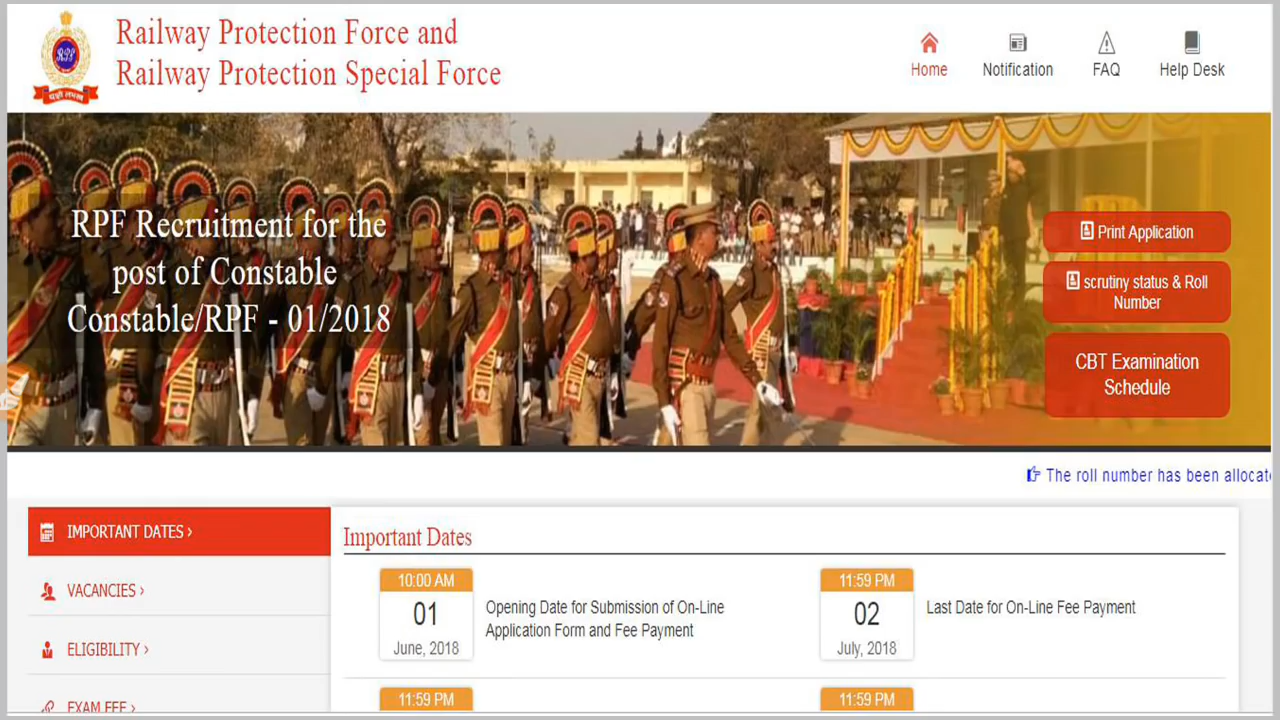 Railway Protection Force and
Railway Protection Special Force
RPF
यशो लभस्व
Home
Notification
FAQ
Help Desk
RPF Recruitment for the
post of Constable
Constable/RPF - 01/2018
Print Application
scrutiny status & Roll
Number
CBT Examination
Schedule
The roll number has been
IMPORTANT DATES ›
VACANCIES ›
ELIGIBILITY ›
EXAM FEE ›
Important Dates
10:00 AM
01
June, 2018
Opening Date for Submission of On-Line
Application Form and Fee Payment
11:59 PM
02
July, 2018
Last Date for On-Line Fee Payment
11:59 PM
11:59 PM